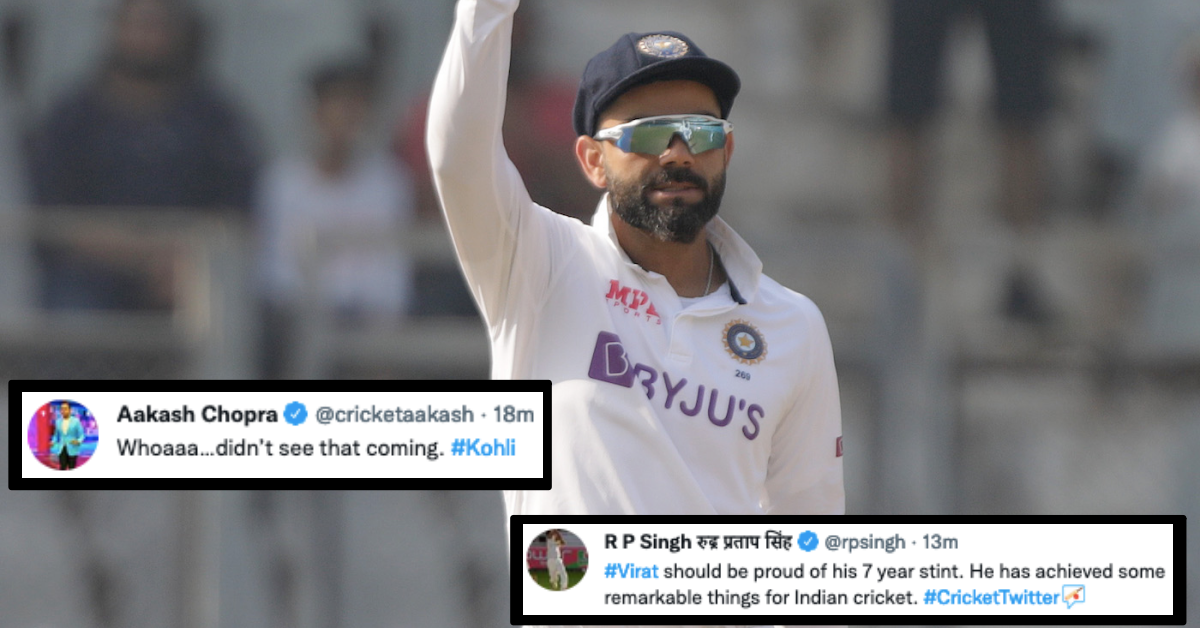 MPL
SPORTS
269
BYJU'S
Aakash Chopra @cricketaakash · 18m
Whoaaa...didn't see that coming. #Kohli
R P Singh रुद्र प्रताप सिंह @rpsingh · 13m
#Virat should be proud of his 7 year stint. He has achieved some
remarkable things for Indian cricket. #CricketTwitter